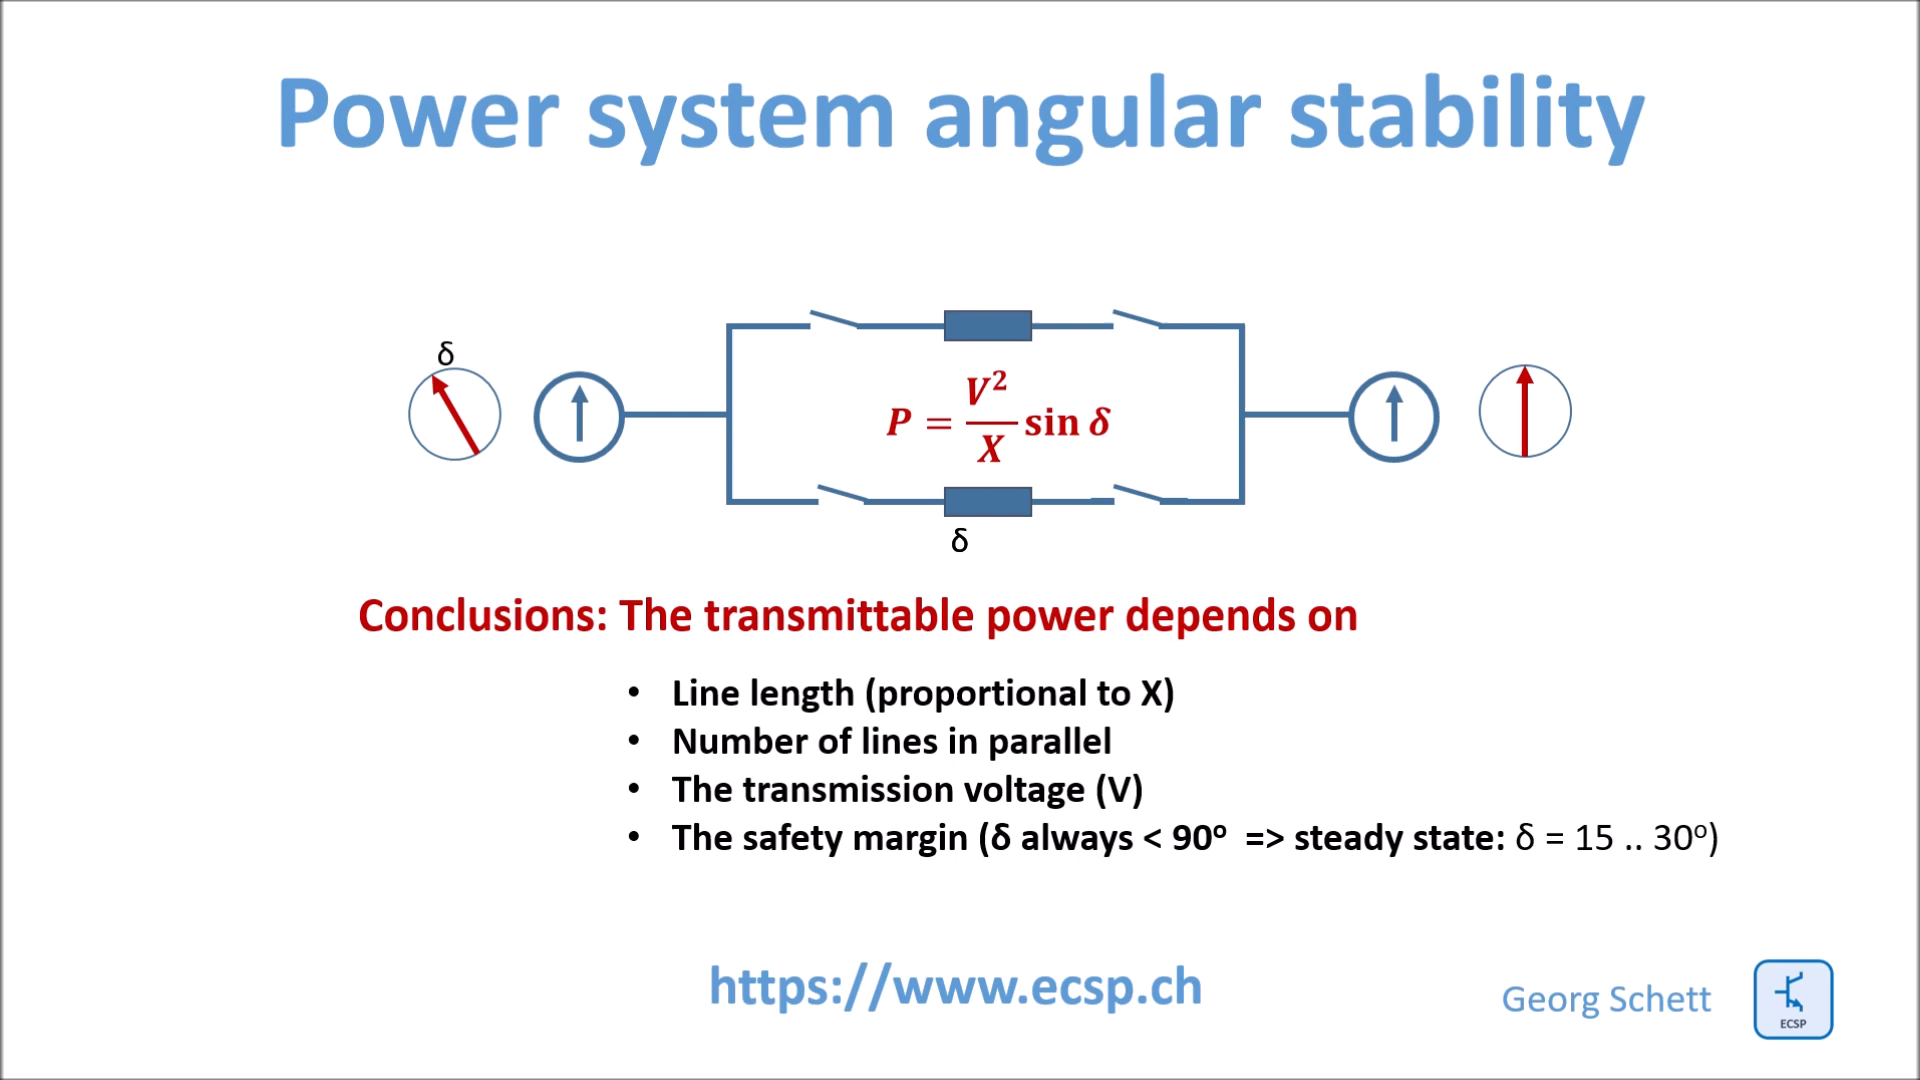 Power system angular stability
δ
P = V²/X sin δ
δ
Conclusions: The transmittable power depends on
• Line length (proportional to X)
• Number of lines in parallel
• The transmission voltage (V)
• The safety margin (δ always < 90º => steady state: δ = 15 .. 30º)
https://www.ecsp.ch
Georg Schett
ECSP